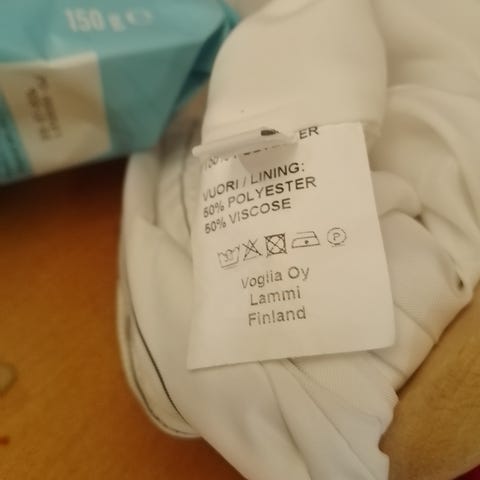 150 g ℮
VUORI / LINING:
50% POLYESTER
50% VISCOSE
P
Voglia Oy
Lammi
Finland